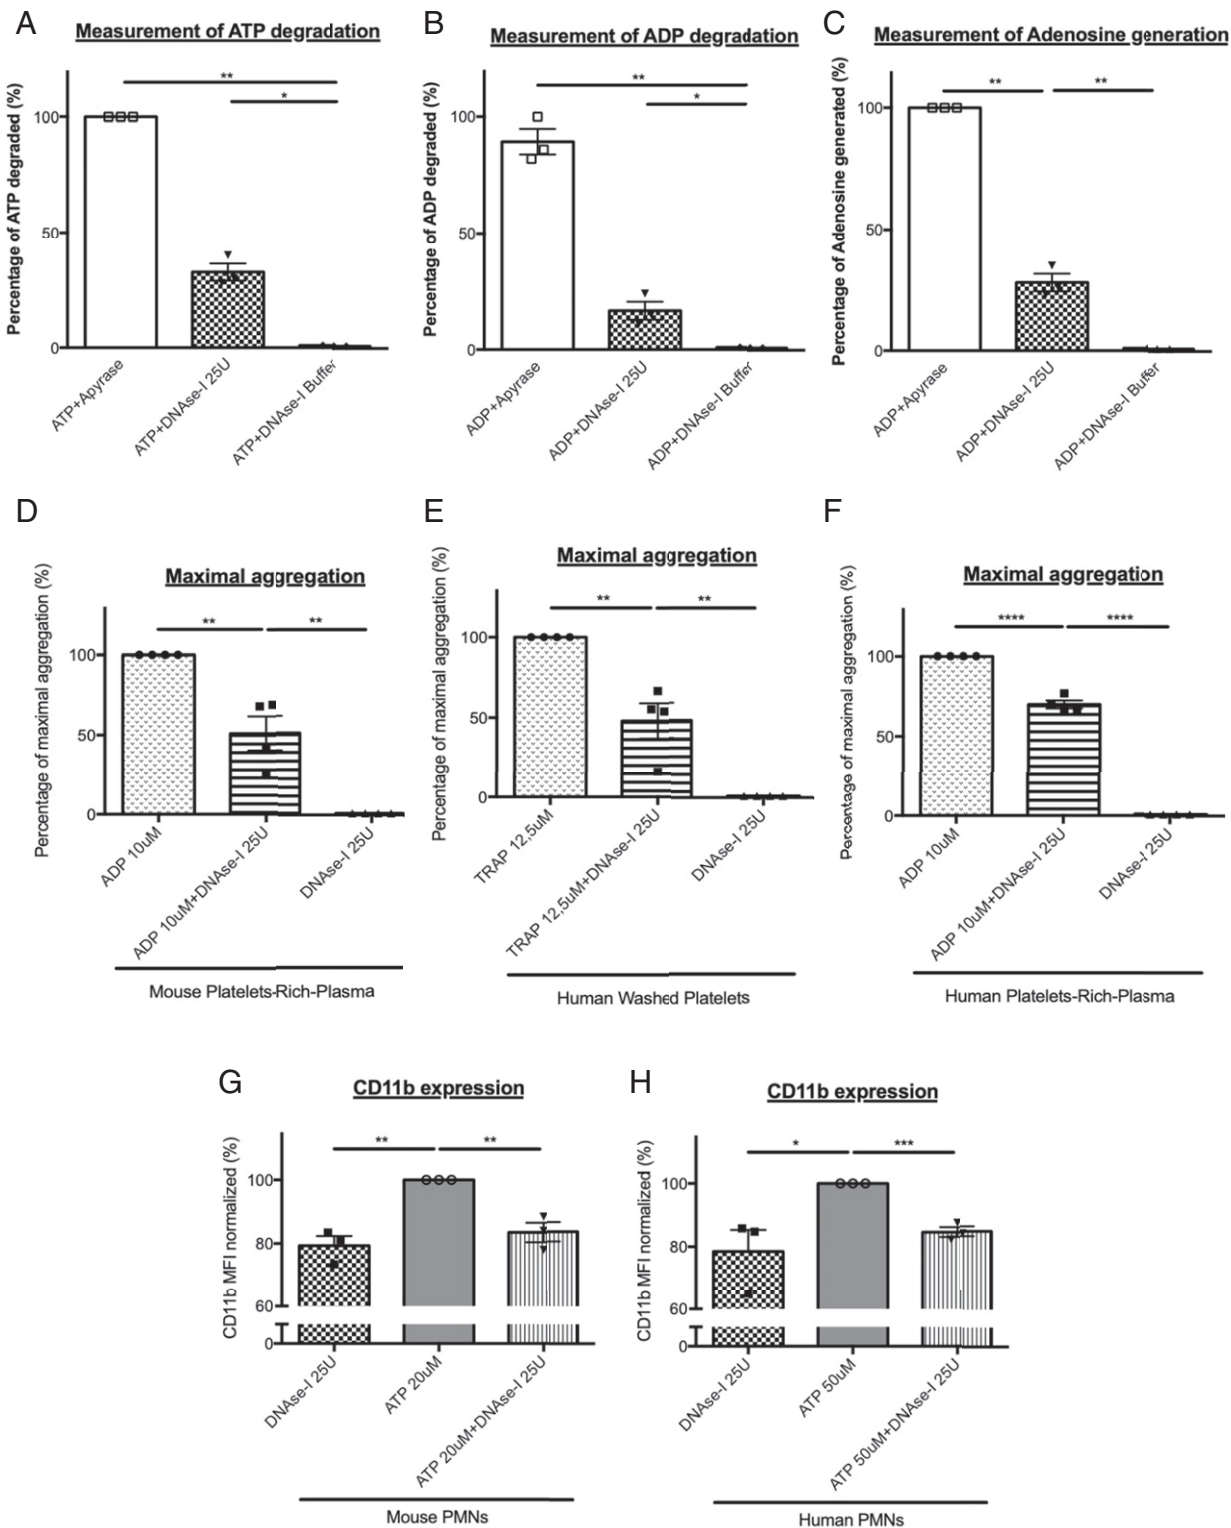 A
Measurement of ATP degradation
Percentage of ATP degraded (%)
**
*
100
50
0
ATP+Apyrase
ATP+DNAse-I 25U
ATP+DNAse-I Buffer
B
Measurement of ADP degradation
Percentage of ADP degraded (%)
**
*
100
50
0
ADP+Apyrase
ADP+DNAse-I 25U
ADP+DNAse-I Buffer
C
Measurement of Adenosine generation
Percentage of Adenosine generated (%)
**
**
100
50
0
ADP+Apyrase
ADP+DNAse-I 25U
ADP+DNAse-I Buffer
D
Maximal aggregation
Percentage of maximal aggregation (%)
**
**
100
50
0
ADP 10uM
ADP 10uM+DNAse-I 25U
DNAse-I 25U
Mouse Platelets-Rich-Plasma
E
Maximal aggregation
Percentage of maximal aggregation (%)
**
**
100
50
0
TRAP 12,5uM
TRAP 12,5uM+DNAse-I 25U
DNAse-I 25U
Human Washed Platelets
F
Maximal aggregation
Percentage of maximal aggregation (%)
****
****
100
50
0
ADP 10uM
ADP 10uM+DNAse-I 25U
DNAse-I 25U
Human Platelets-Rich-Plasma
G
CD11b expression
CD11b MFI normalized (%)
**
**
100
80
60
0
DNAse-I 25U
ATP 20uM
ATP 20uM+DNAse-I 25U
Mouse PMNs
H
CD11b expression
CD11b MFI normalized (%)
*
***
100
80
60
0
DNAse-I 25U
ATP 50uM
ATP 50uM+DNAse-I 25U
Human PMNs